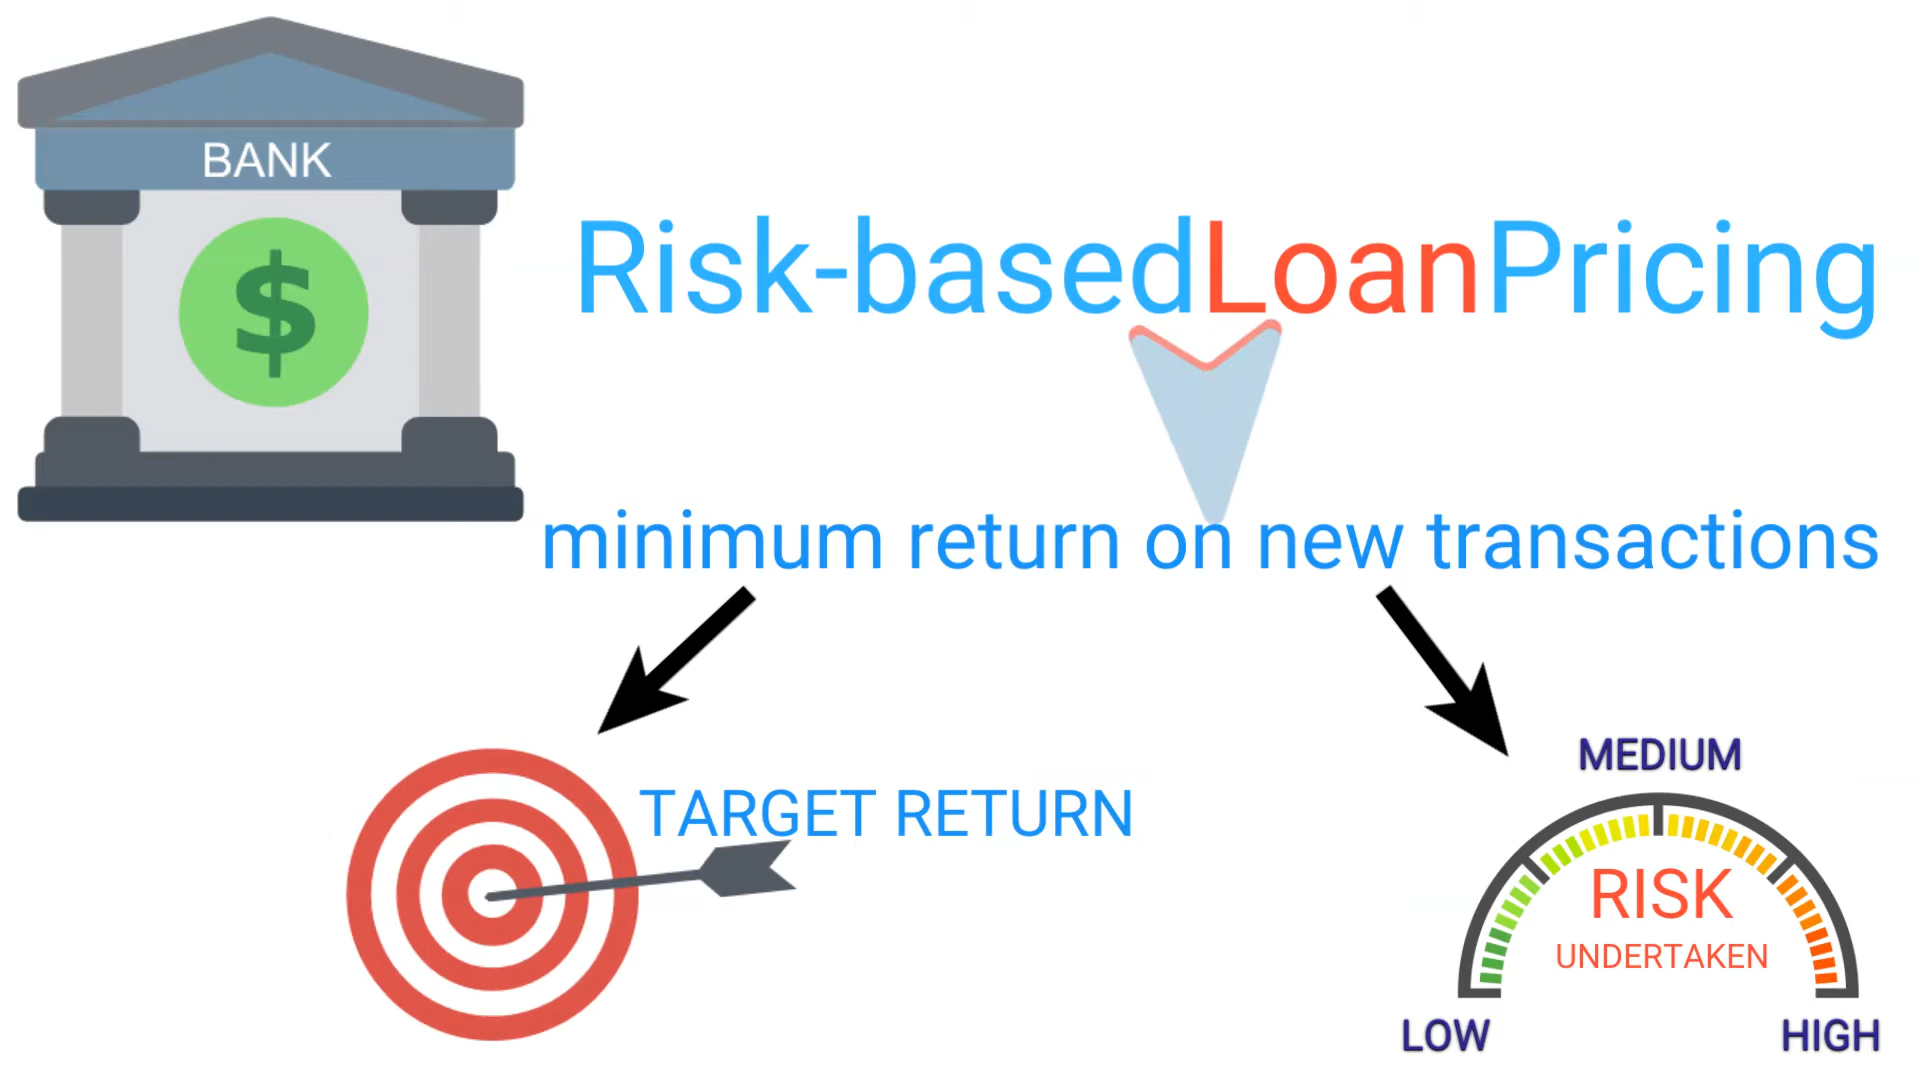 BANK
$
Risk-basedLoanPricing
minimum return on new transactions
TARGET RETURN
MEDIUM
RISK
UNDERTAKEN
LOW
HIGH